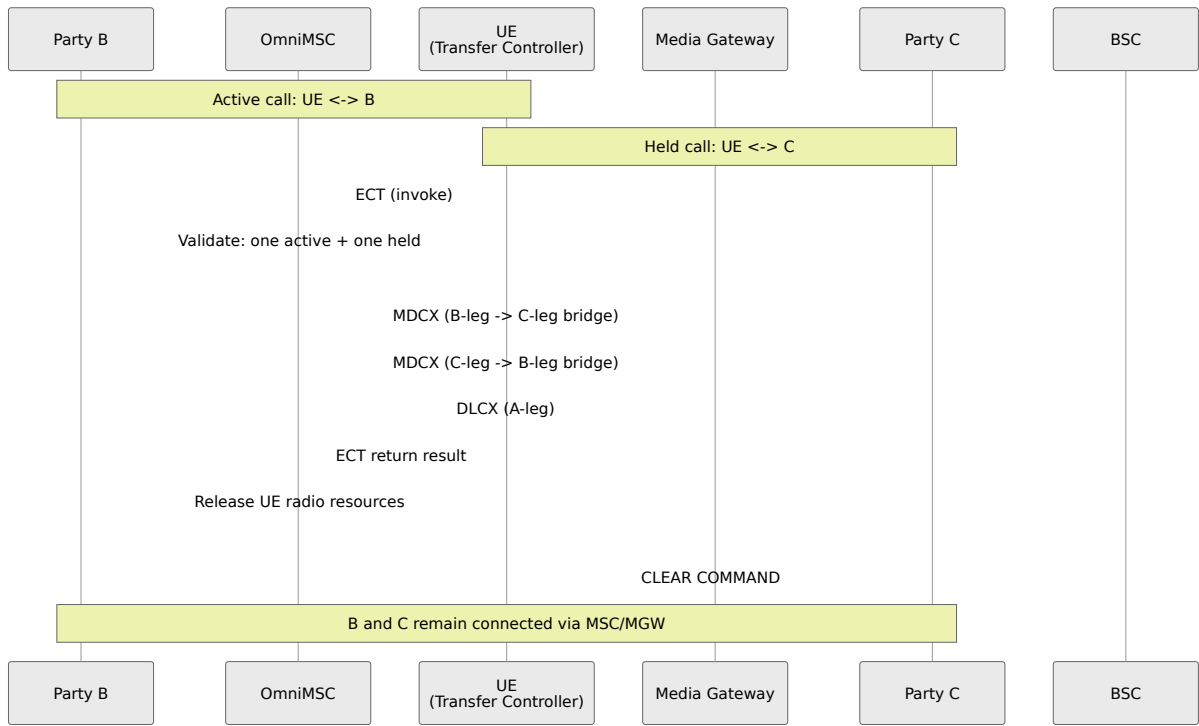 Party B
OmniMSC
UE
(Transfer Controller)
Media Gateway
Party C
BSC
Active call: UE <-> B
Held call: UE <-> C
ECT (invoke)
Validate: one active + one held
MDCX (B-leg -> C-leg bridge)
MDCX (C-leg -> B-leg bridge)
DLCX (A-leg)
ECT return result
Release UE radio resources
CLEAR COMMAND
B and C remain connected via MSC/MGW
Party B
OmniMSC
UE
(Transfer Controller)
Media Gateway
Party C
BSC